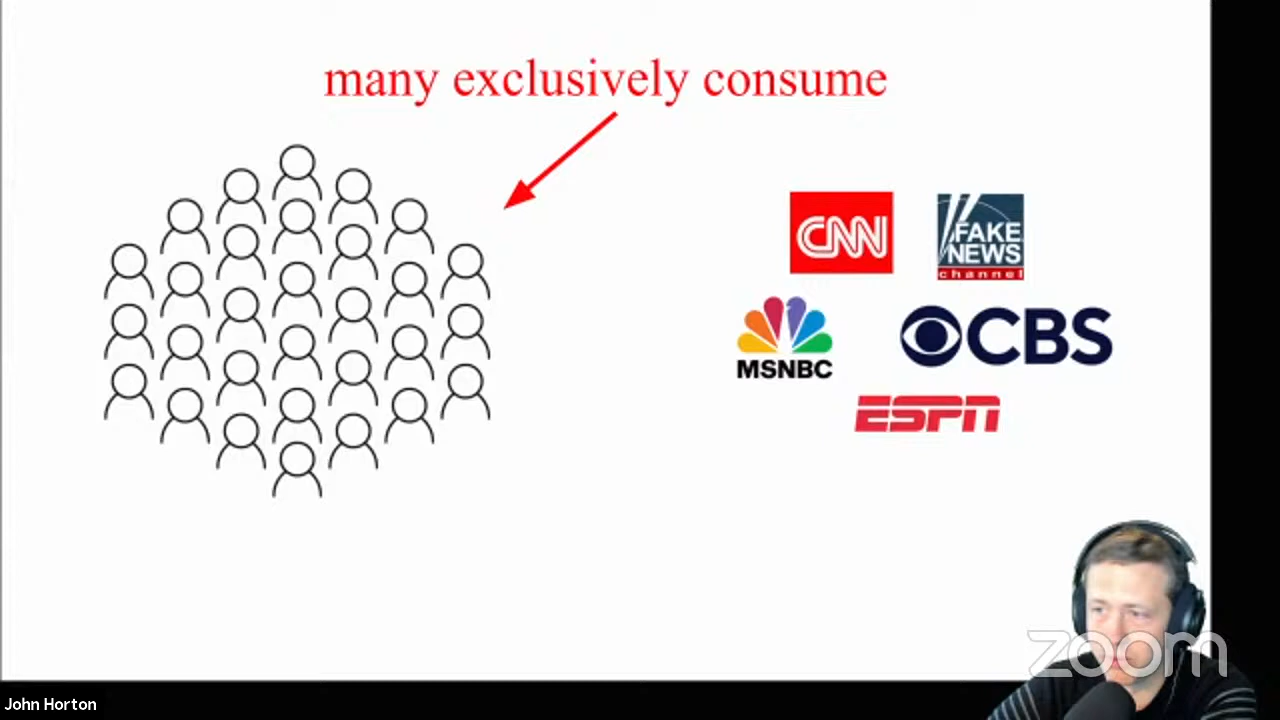 many exclusively consume
CNN
FAKE
NEWS
channel
MSNBC
CBS
ESPN
zoom
John Horton